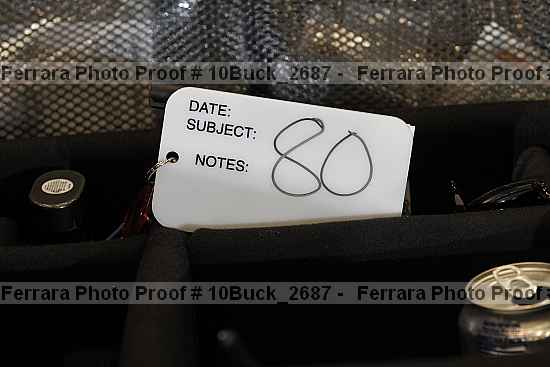 Ferrara Photo Proof # 10Buck_2687 - Ferrara Photo Proof #
DATE:
SUBJECT:
80
NOTES:
Ferrara Photo Proof # 10Buck_2687 - Ferrara Photo Proof #